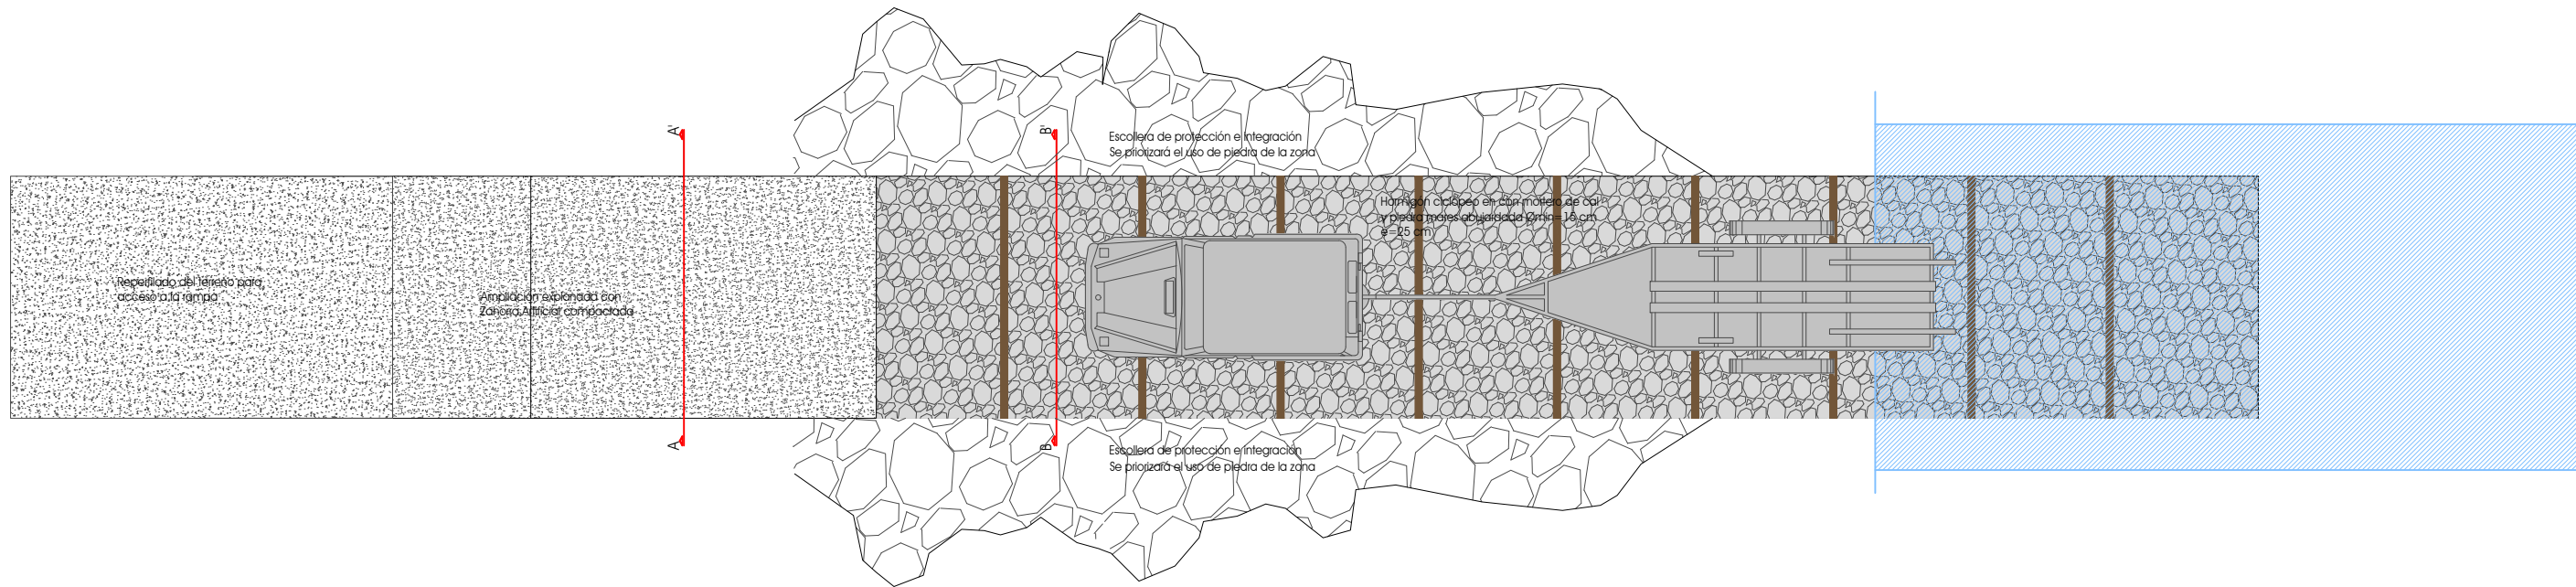 A'
B'
Escollera de protección e integración
Se priorizará el uso de piedra de la zona
Hormigón ciclópeo en con mortero de cal
y piedra mares abujardada Ømin=15 cm
e=25 cm
Reperfilado del terreno para
acceso a la rampa
Ampliación explanada con
Zahorra Artificial compactada
A
B
Escollera de protección e integración
Se priorizará el uso de piedra de la zona